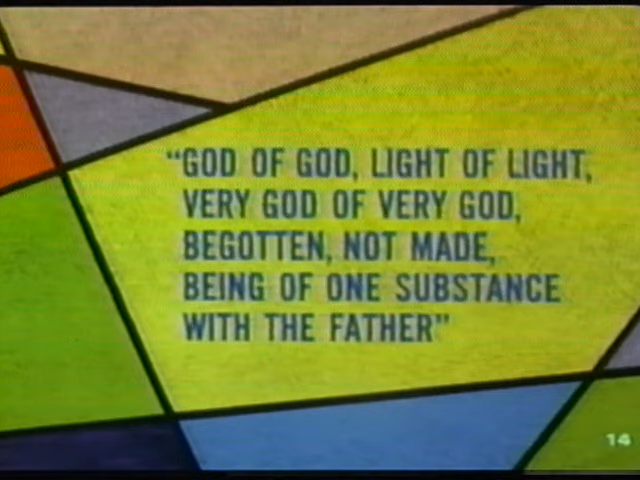 “GOD OF GOD, LIGHT OF LIGHT,
VERY GOD OF VERY GOD,
BEGOTTEN, NOT MADE,
BEING OF ONE SUBSTANCE
WITH THE FATHER”
14